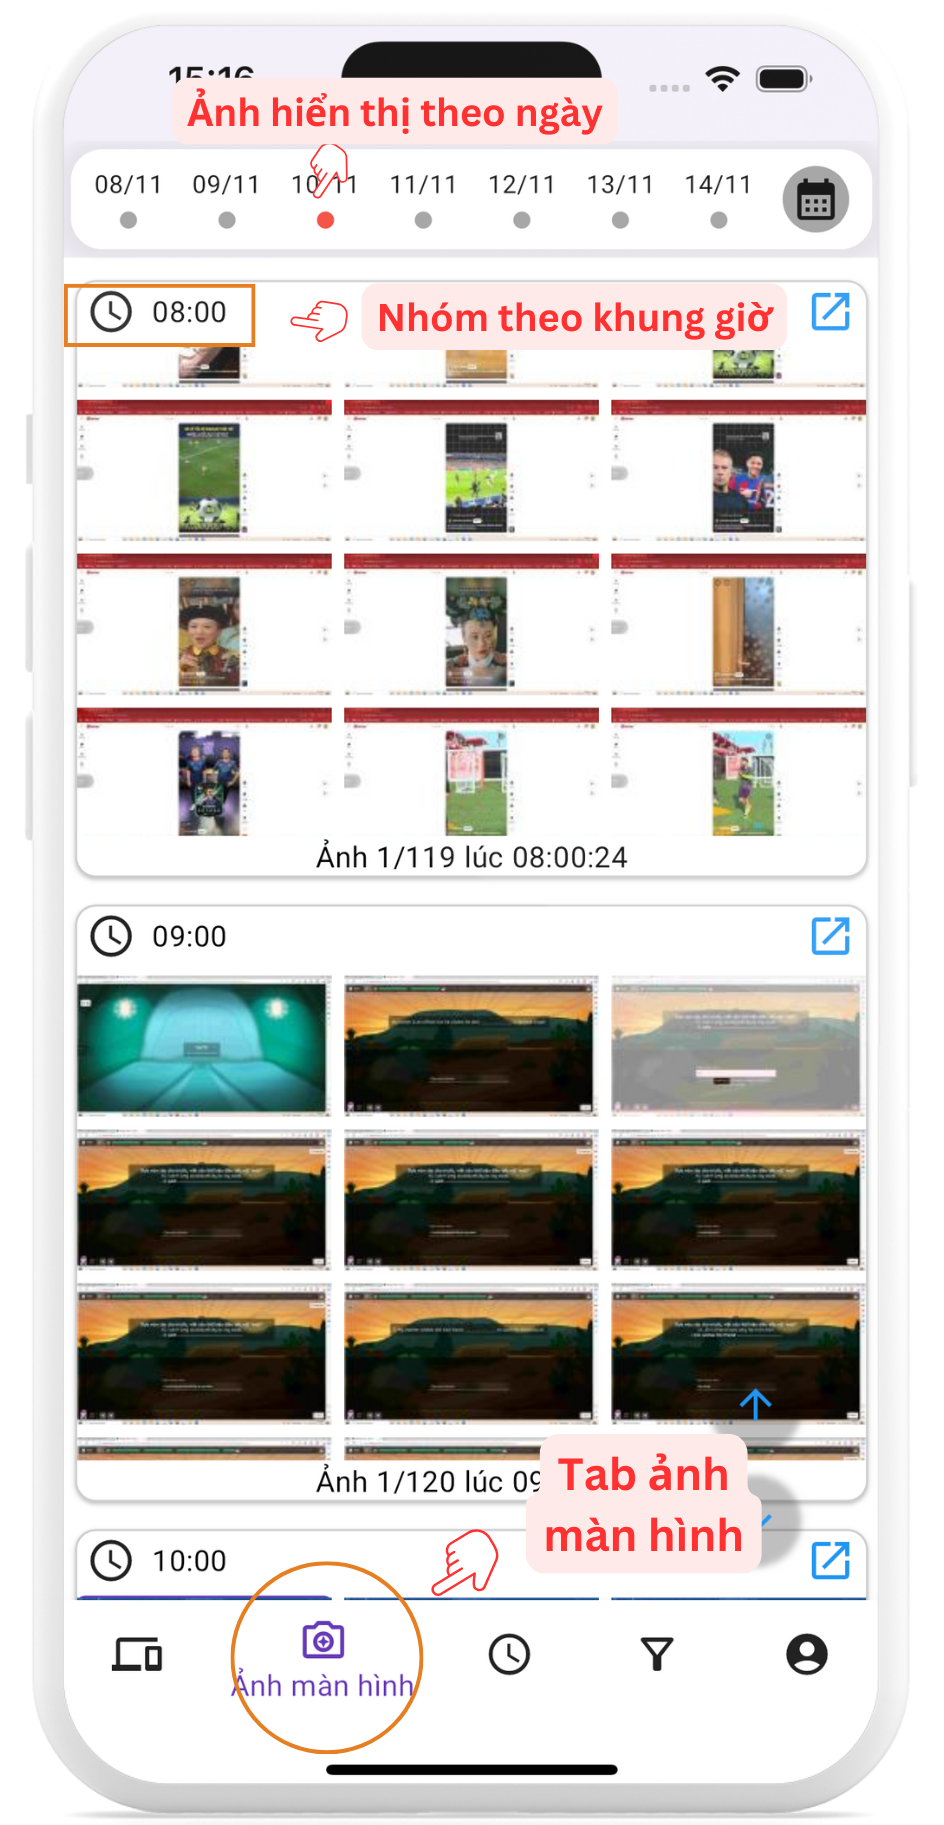 15:16
Ảnh hiển thị theo ngày
08/11 09/11 10/11 11/11 12/11 13/11 14/11
08:00
Nhóm theo khung giờ
Ảnh 1/119 lúc 08:00:24
09:00
Ảnh 1/120 lúc 09
Tab ảnh
màn hình
10:00
Ảnh màn hình